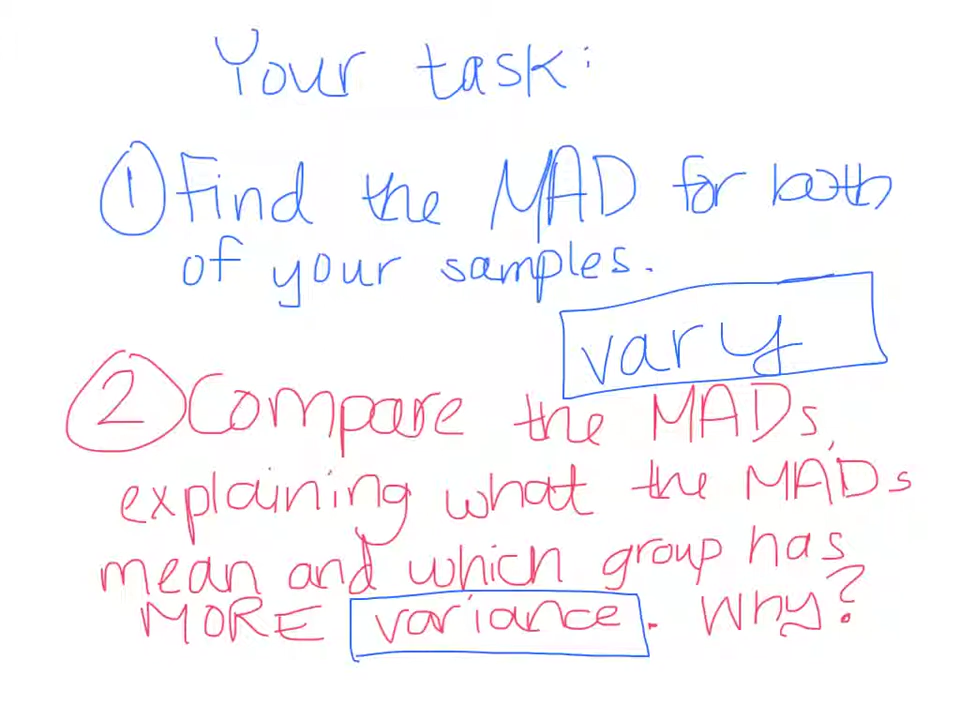 Your task:
① Find the MAD for both
of your samples.
vary
② Compare the MADs,
explaining what the MADs
mean and which group has
MORE variance. Why?